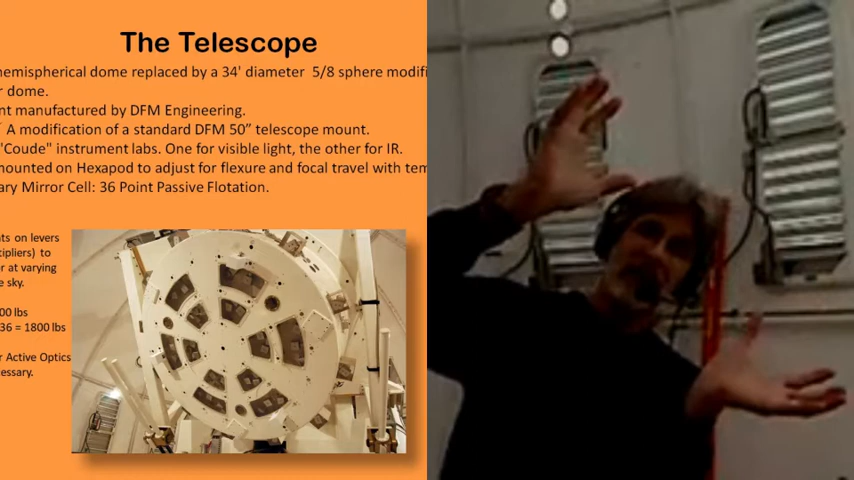 The Telescope
hemispherical dome replaced by a 34' diameter 5/8 sphere modifi
r dome.
nt manufactured by DFM Engineering.
A modification of a standard DFM 50” telescope mount.
"Coude" instrument labs. One for visible light, the other for IR.
mounted on Hexapod to adjust for flexure and focal travel with tem
ary Mirror Cell: 36 Point Passive Flotation.
ts on levers
tipliers) to
or at varying
e sky.
00 lbs
36 = 1800 lbs
r Active Optics
essary.